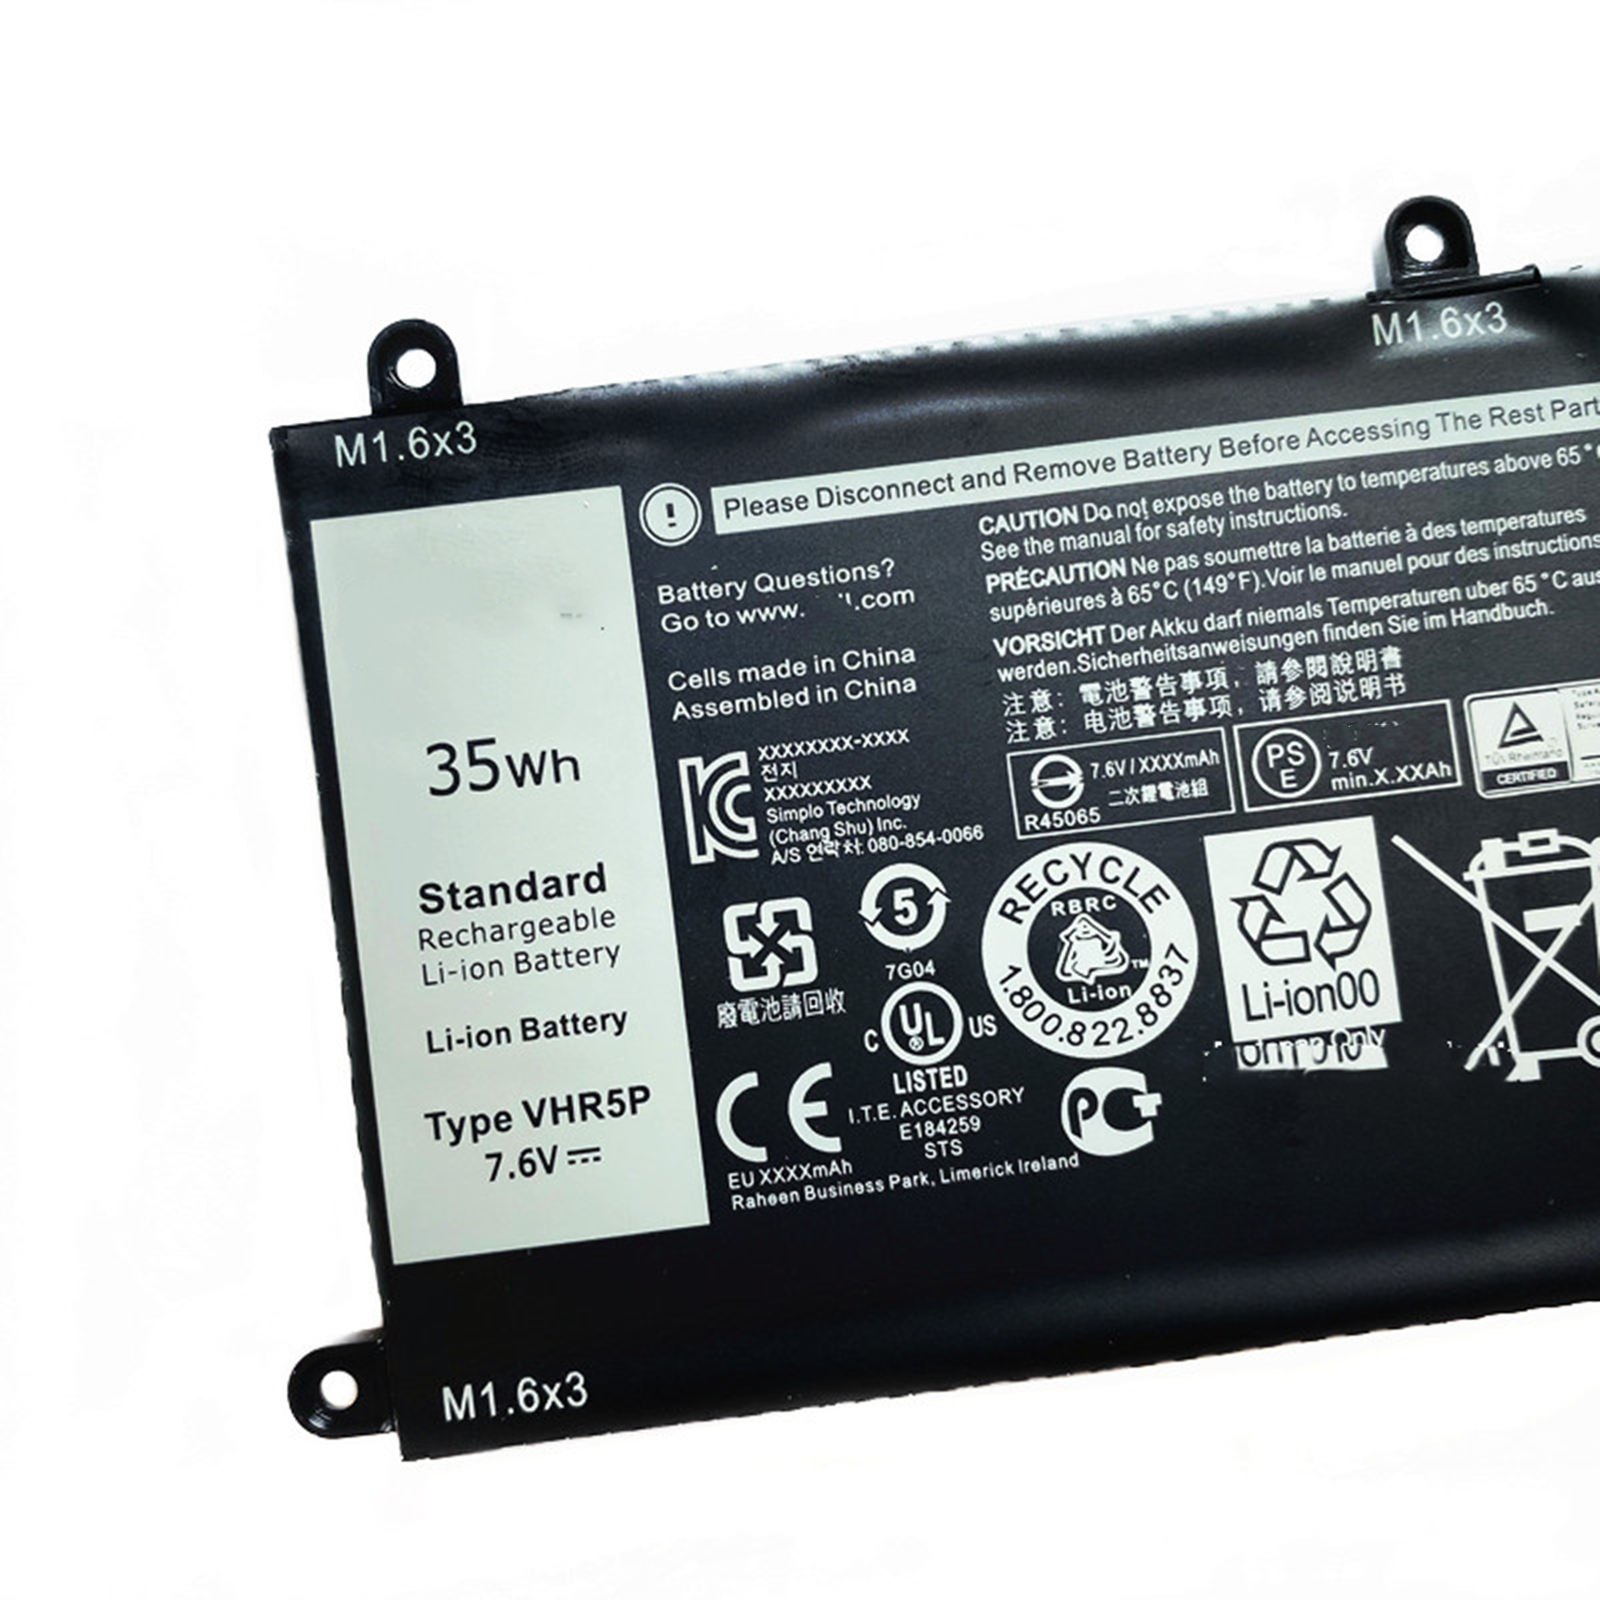 M1.6x3
M1.6x3
Please Disconnect and Remove Battery Before Accessing The Rest Part
35Wh
Standard
Rechargeable
Li-ion Battery
Li-ion Battery
Type VHR5P
7.6V
Battery Questions?
Go to www. .com
Cells made in China
Assembled in China
XXXXXXXX-XXXX
전지
XXXXXXXXX
Simplo Technology
(Chang Shu) Inc.
A/S 연락처: 080-854-0066
CAUTION Do not expose the battery to temperatures above 65°
See the manual for safety instructions.
PRÉCAUTION Ne pas soumettre la batterie à des temperatures
supérieures à 65°C (149°F).Voir le manuel pour des instructions
VORSICHT Der Akku darf niemals Temperaturen uber 65°C aus
werden.Sicherheitsanweisungen finden Sie im Handbuch.
注意：電池警告事項，請參閱說明書
注意：电池警告事项，请参阅说明书
7.6V / XXXXmAh
二次鋰電池組
R45065
PS
E
7.6V
min.X.XXAh
TÜVRheinland
CERTIFIED
廢電池請回收
5
7G04
C UL US
®
LISTED
I.T.E. ACCESSORY
E184259
STS
RECYCLE
RBRC
Li-ion
TM
1.800.822.8837
Li-ion00
Only
CE
EU XXXXmAh
Raheen Business Park, Limerick Ireland
PCT
M1.6x3